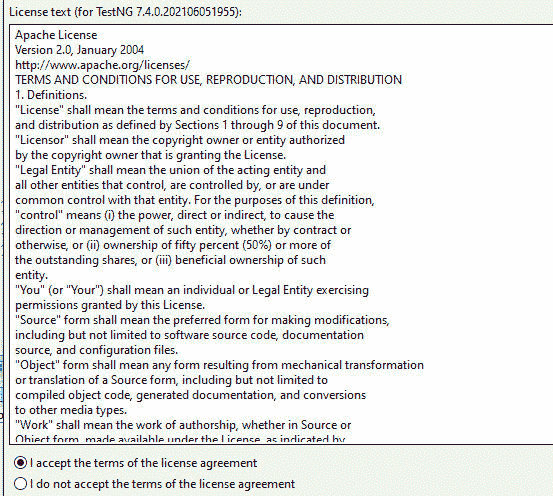 License text (for TestNG 7.4.0.202106051955):
Apache License
Version 2.0, January 2004
http://www.apache.org/licenses/
TERMS AND CONDITIONS FOR USE, REPRODUCTION, AND DISTRIBUTION
1. Definitions.
"License" shall mean the terms and conditions for use, reproduction,
and distribution as defined by Sections 1 through 9 of this document.
"Licensor" shall mean the copyright owner or entity authorized
by the copyright owner that is granting the License.
"Legal Entity" shall mean the union of the acting entity and
all other entities that control, are controlled by, or are under
common control with that entity. For the purposes of this definition,
"control" means (i) the power, direct or indirect, to cause the
direction or management of such entity, whether by contract or
otherwise, or (ii) ownership of fifty percent (50%) or more of
the outstanding shares, or (iii) beneficial ownership of such
entity.
"You" (or "Your") shall mean an individual or Legal Entity exercising
permissions granted by this License.
"Source" form shall mean the preferred form for making modifications,
including but not limited to software source code, documentation
source, and configuration files.
"Object" form shall mean any form resulting from mechanical transformation
or translation of a Source form, including but not limited to
compiled object code, generated documentation, and conversions
to other media types.
"Work" shall mean the work of authorship, whether in Source or
Object form, made available under the License, as indicated by
I accept the terms of the license agreement
I do not accept the terms of the license agreement